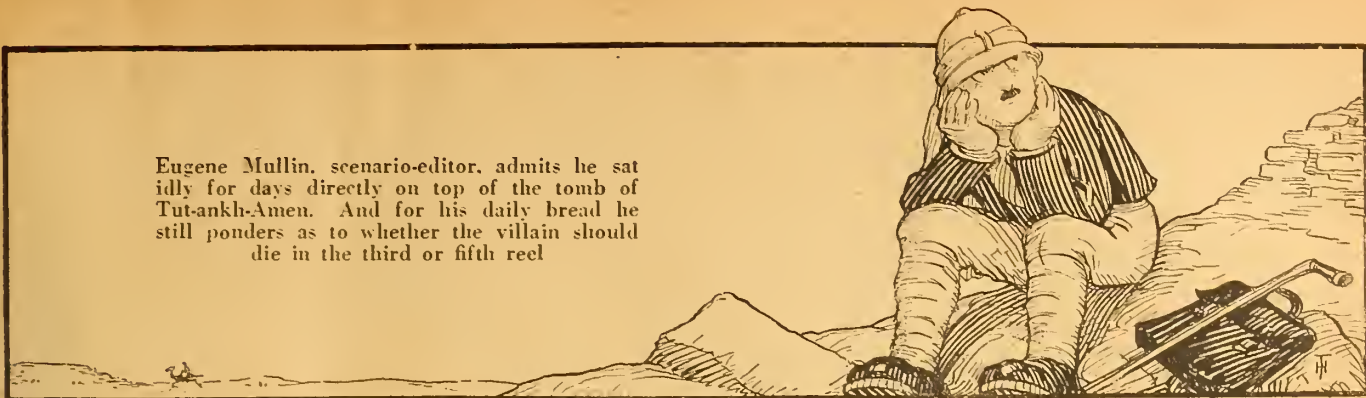 Eugene Mullin, scenario-editor, admits he sat
idly for days directly on top of the tomb of
Tut-ankh-Amen. And for his daily bread he
still ponders as to whether the villain should
die in the third or fifth reel